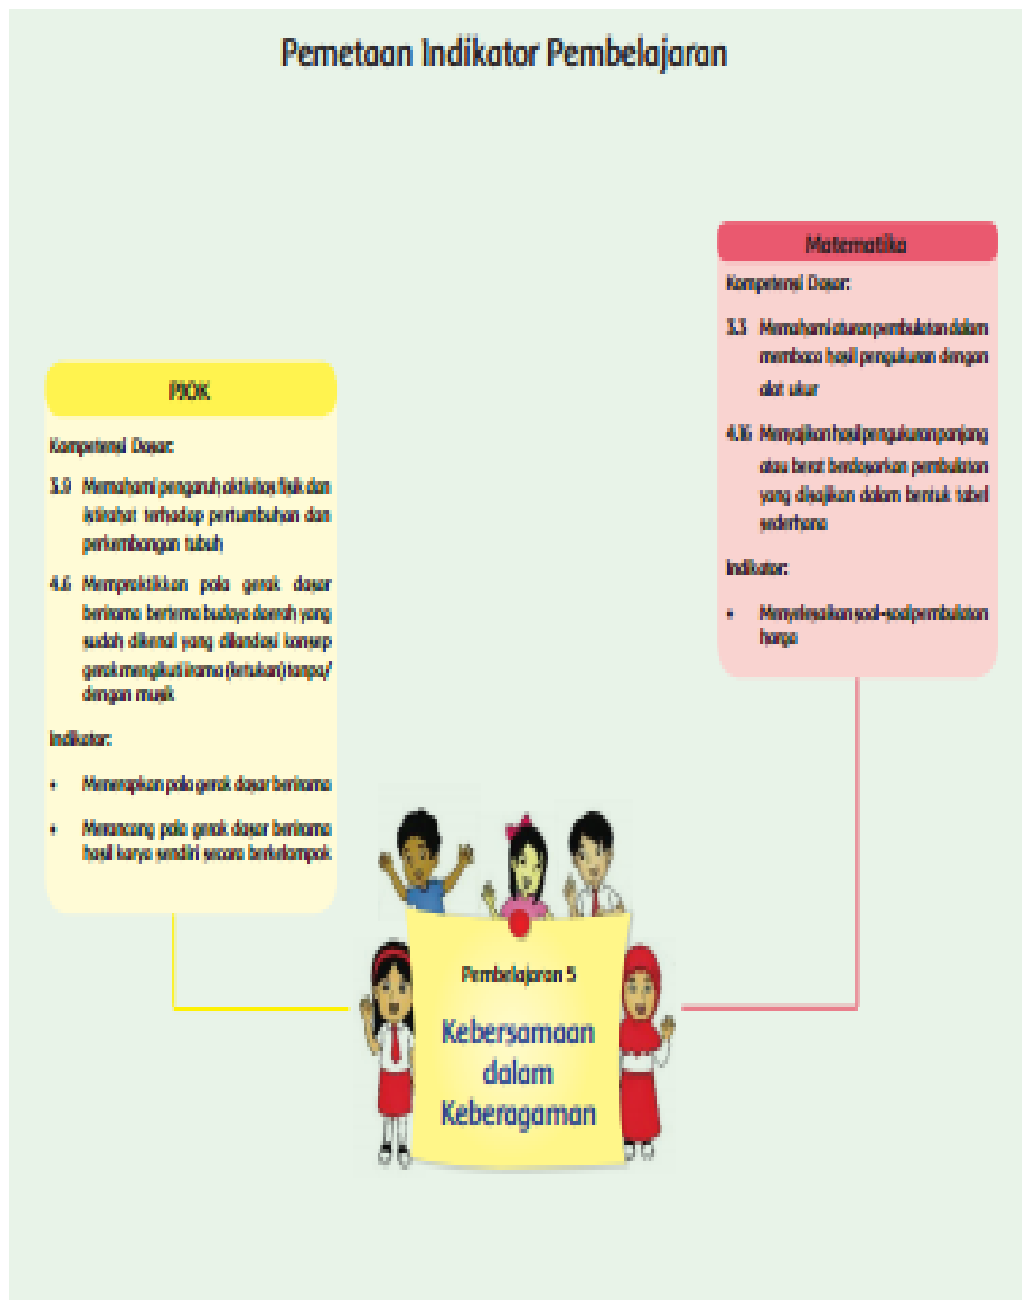 Pemetaan Indikator Pembelajaran
Matematika
Kompetensi Dasar:
3.3 Memahami aturan pembulatan dalam
membaca hasil pengukuran dengan
alat ukur
4.16 Menyajikan hasil pengukuran panjang
atau berat berdasarkan pembulatan
yang disajikan dalam bentuk tabel
sederhana
Indikator:
• Menyelesaikan soal-soal pembulatan
harga
PJOK
Kompetensi Dasar:
3.9 Memahami pengaruh aktivitas fisik dan
istirahat terhadap pertumbuhan dan
perkembangan tubuh
4.6 Mempraktikkan pola gerak dasar
berirama bertema budaya daerah yang
sudah dikenal yang dilandasi konsep
gerak mengikuti irama (ketukan) tanpa/
dengan musik
Indikator:
• Menerapkan pola gerak dasar berirama
• Merancang pola gerak dasar berirama
hasil karya sendiri secara berkelompok
Pembelajaran 5
Kebersamaan
dalam
Keberagaman